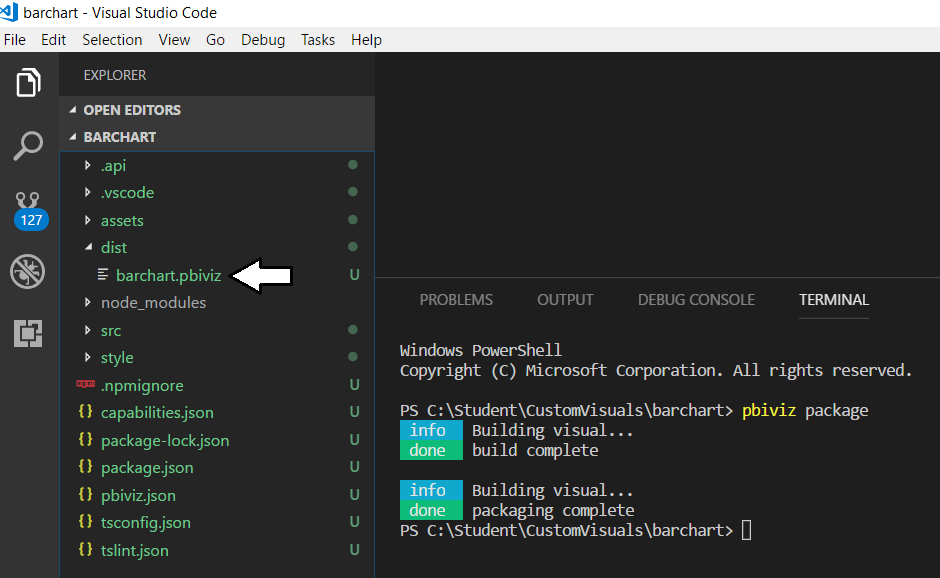 barchart - Visual Studio Code
File Edit Selection View Go Debug Tasks Help
EXPLORER
OPEN EDITORS
BARCHART
.api
.vscode
127
assets
dist
barchart.pbiviz U
node_modules
src
style
npm .npmignore U
{} capabilities.json U
{} package-lock.json U
{} package.json U
{} pbiviz.json U
{} tsconfig.json U
{} tslint.json U
PROBLEMS OUTPUT DEBUG CONSOLE TERMINAL
Windows PowerShell
Copyright (C) Microsoft Corporation. All rights reserved.
PS C:\Student\CustomVisuals\barchart> pbiviz package
info Building visual...
done build complete
info Building visual...
done packaging complete
PS C:\Student\CustomVisuals\barchart>